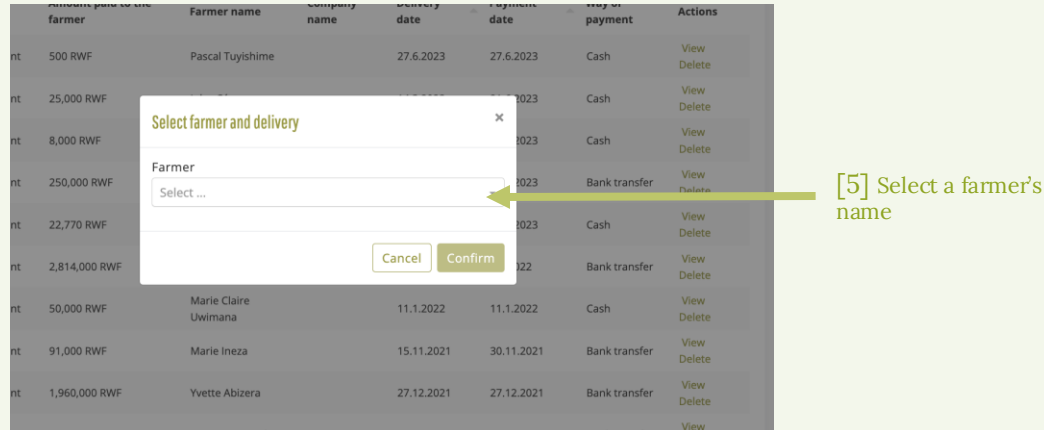 Amount paid to the farmer Farmer name Company name Delivery date Payment date Way of payment Actions
nt 500 RWF Pascal Tuyishime 27.6.2023 27.6.2023 Cash View Delete
nt 25,000 RWF 2023 Cash View Delete
Select farmer and delivery ×
nt 8,000 RWF 2023 Cash View Delete
Farmer
nt 250,000 RWF Select ... 2023 Bank transfer View Delete
[5] Select a farmer's
name
nt 22,770 RWF 2023 Cash View Delete
Cancel Confirm
nt 2,814,000 RWF 022 Bank transfer View Delete
nt 50,000 RWF Marie Claire Uwimana 11.1.2022 11.1.2022 Cash View Delete
nt 91,000 RWF Marie Ineza 15.11.2021 30.11.2021 Bank transfer View Delete
nt 1,960,000 RWF Yvette Abizera 27.12.2021 27.12.2021 Bank transfer View Delete
View